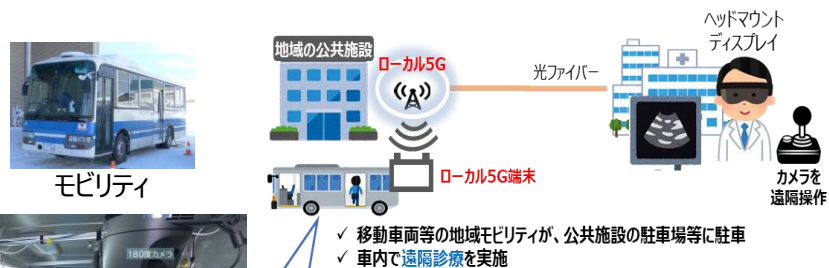 ヘッドマウント
ディスプレイ
地域の公共施設
ローカル5G
光ファイバー
モビリティ
ローカル5G端末
カメラを
遠隔操作
180度カメラ
✓ 移動車両等の地域モビリティが、公共施設の駐車場等に駐車
✓ 車内で遠隔診療を実施